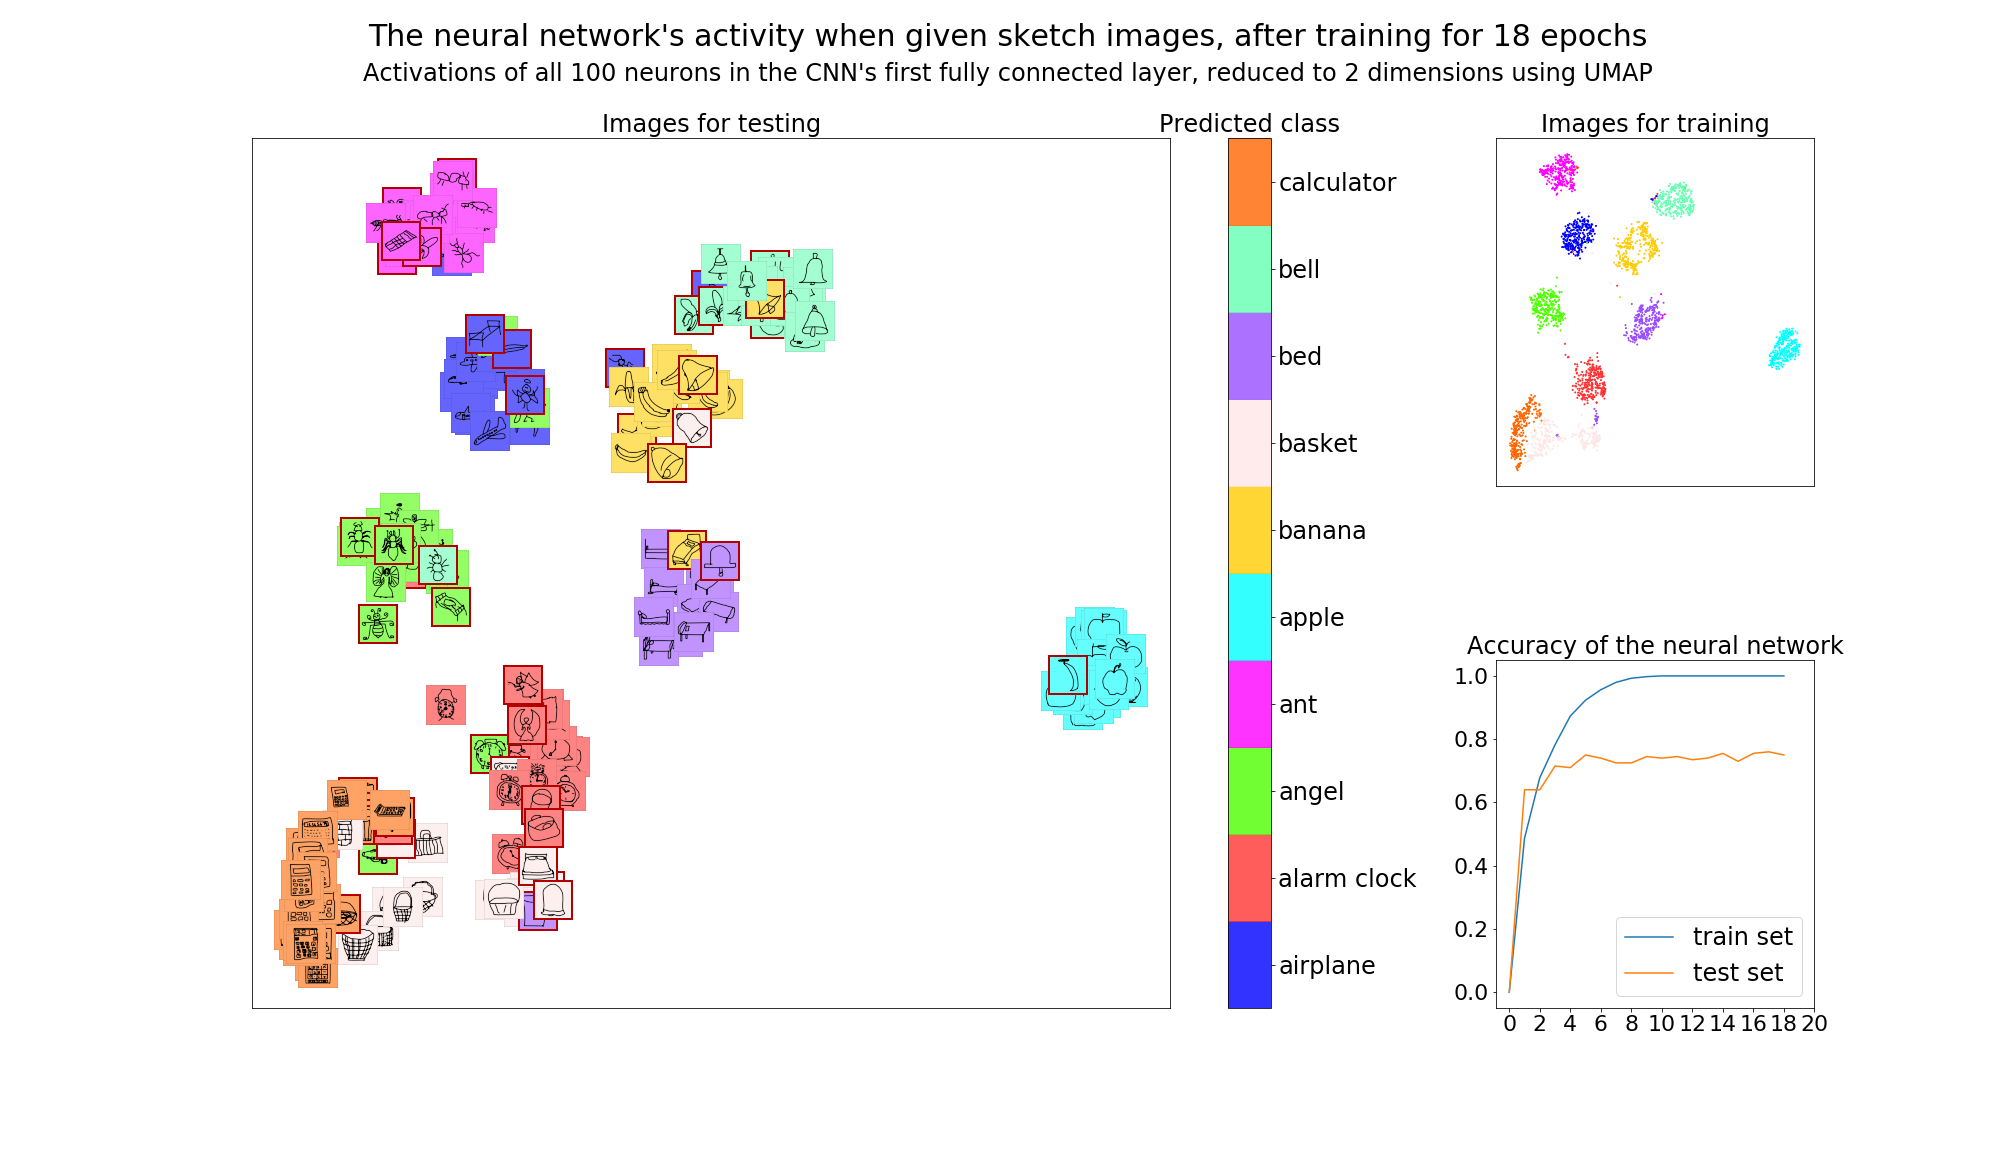 The neural network's activity when given sketch images, after training for 18 epochs
Activations of all 100 neurons in the CNN's first fully connected layer, reduced to 2 dimensions using UMAP
Images for testing
Predicted class
calculator
bell
bed
basket
banana
apple
ant
angel
alarm clock
airplane
Images for training
Accuracy of the neural network
1.0
0.8
0.6
0.4
0.2
0.0
train set
test set
0 2 4 6 8 10 12 14 16 18 20